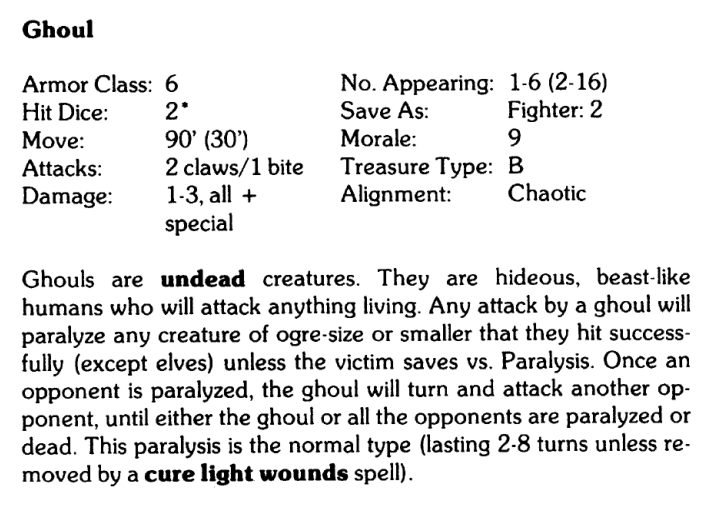 Ghoul
Armor Class: 6 No. Appearing: 1-6 (2-16)
Hit Dice: 2* Save As: Fighter: 2
Move: 90' (30') Morale: 9
Attacks: 2 claws/1 bite Treasure Type: B
Damage: 1-3, all + Alignment: Chaotic
special
Ghouls are undead creatures. They are hideous, beast-like
humans who will attack anything living. Any attack by a ghoul will
paralyze any creature of ogre-size or smaller that they hit success-
fully (except elves) unless the victim saves vs. Paralysis. Once an
opponent is paralyzed, the ghoul will turn and attack another op-
ponent, until either the ghoul or all the opponents are paralyzed or
dead. This paralysis is the normal type (lasting 2-8 turns unless re-
moved by a cure light wounds spell).